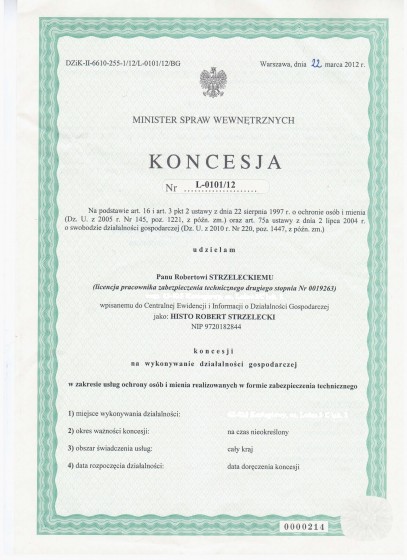 DZiK-II-6610-255-1/12/L-0101/12/BG
Warszawa, dnia 22 marca 2012 r.
MINISTER SPRAW WEWNĘTRZNYCH
KONCESJA
Nr L-0101/12
Na podstawie art. 16 i art. 3 pkt 2 ustawy z dnia 22 sierpnia 1997 r. o ochronie osób i mienia
(Dz. U. z 2005 r. Nr 145, poz. 1221, z późn. zm.) oraz art. 75a ustawy z dnia 2 lipca 2004 r.
o swobodzie działalności gospodarczej (Dz. U. z 2010 r. Nr 220, poz. 1447, z późn. zm.)
udzielam
Panu Robertowi STRZELECKIEMU
(licencja pracownika zabezpieczenia technicznego drugiego stopnia Nr 0019263)
wpisanemu do Centralnej Ewidencji i Informacji o Działalności Gospodarczej
jako: HISTO ROBERT STRZELECKI
NIP 9720182844
koncesji
na wykonywanie działalności gospodarczej
w zakresie usług ochrony osób i mienia realizowanych w formie zabezpieczenia technicznego
1) miejsce wykonywania działalności:
2) okres ważności koncesji: na czas nieokreślony
3) obszar świadczenia usług: cały kraj
4) data rozpoczęcia działalności: data doręczenia koncesji
0000214